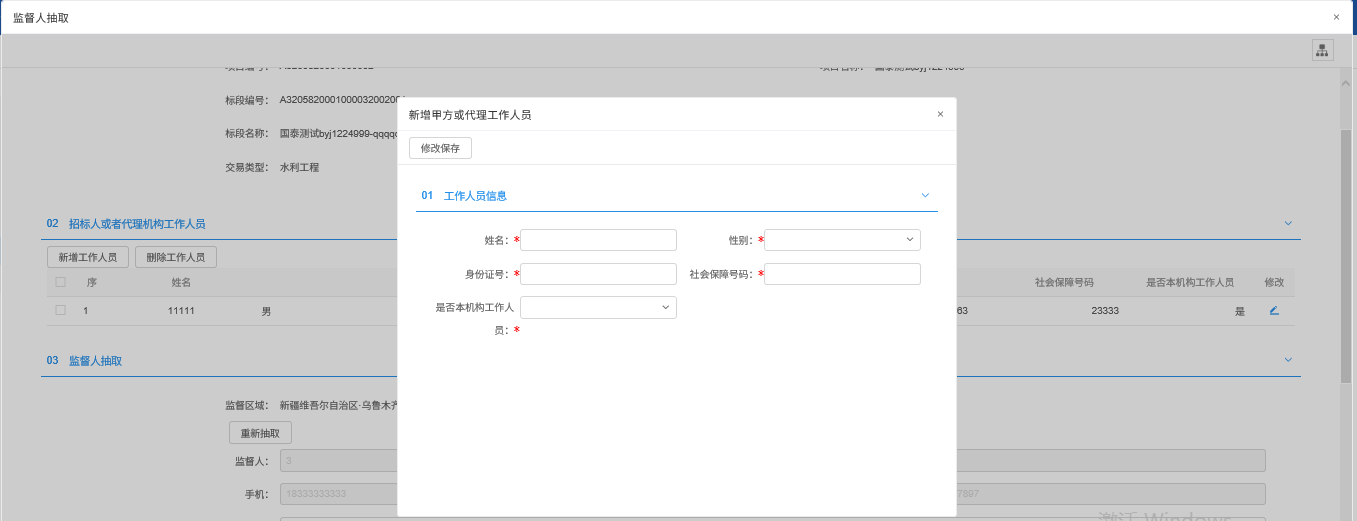 监督人抽取
×
标段编号： A3205820001000032002001
标段名称： 国泰测试byj1224999-qqqq
交易类型： 水利工程
02 招标人或者代理机构工作人员
新增工作人员 删除工作人员
序 姓名 社会保障号码 是否本机构工作人员 修改
1 11111 男 63 23333 是
03 监督人抽取
监督区域： 新疆维吾尔自治区·乌鲁木齐
重新抽取
监督人： 3
手机： 18333333333 7897
新增甲方或代理工作人员
×
修改保存
01 工作人员信息
姓名：* 性别：*
身份证号：* 社会保障号码：*
是否本机构工作人
员：*
激活 Windows